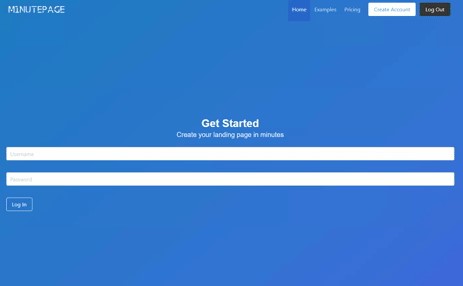 MINUTEPAGE
Home Examples Pricing Create Account Log Out
Get Started
Create your landing page in minutes
Username
Password
Log In